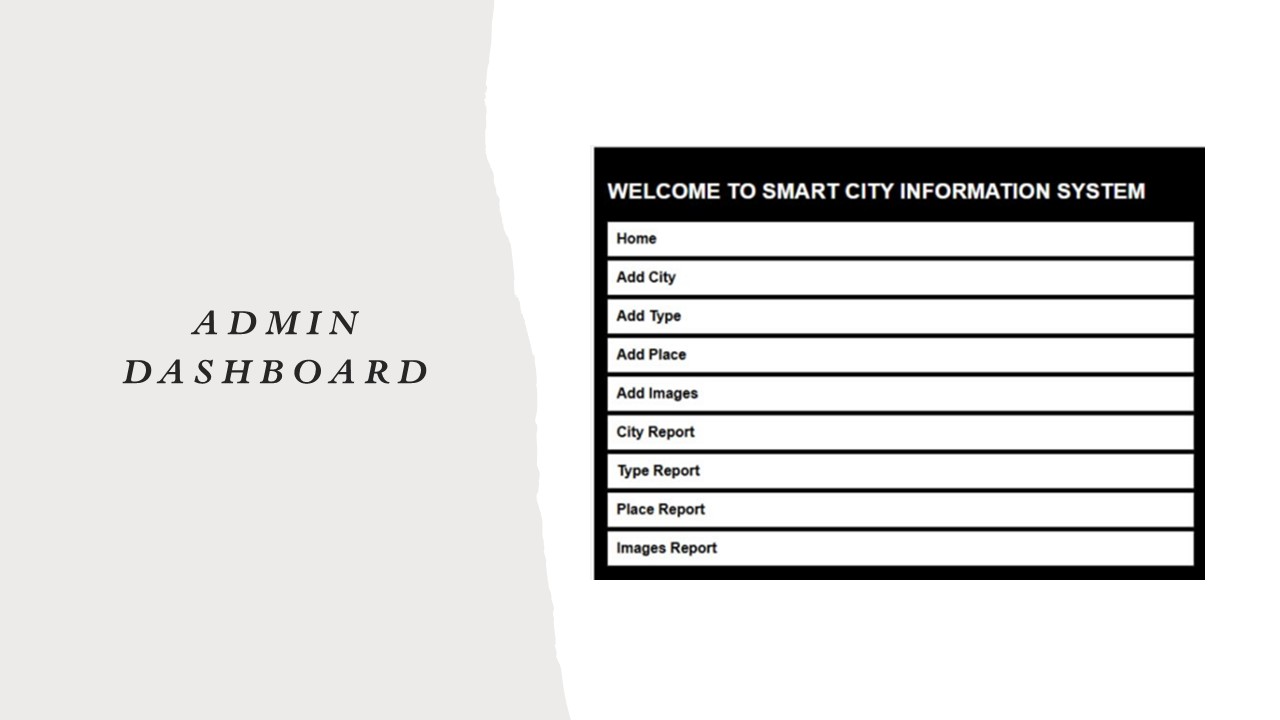 ADMIN
DASHBOARD
WELCOME TO SMART CITY INFORMATION SYSTEM
Home
Add City
Add Type
Add Place
Add Images
City Report
Type Report
Place Report
Images Report